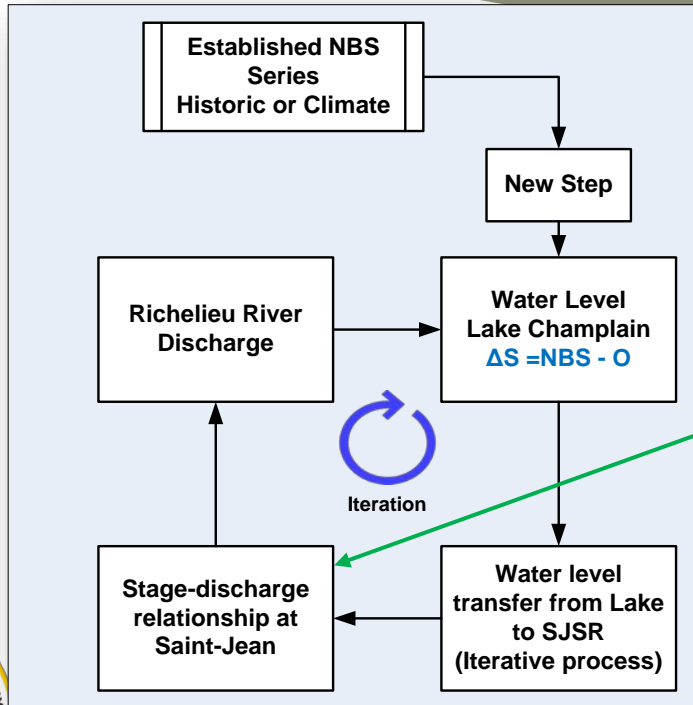 Established NBS
Series
Historic or Climate
New Step
Richelieu River
Discharge
Water Level
Lake Champlain
ΔS =NBS - O
Iteration
Stage-discharge
relationship at
Saint-Jean
Water level
transfer from Lake
to SJSR
(Iterative process)